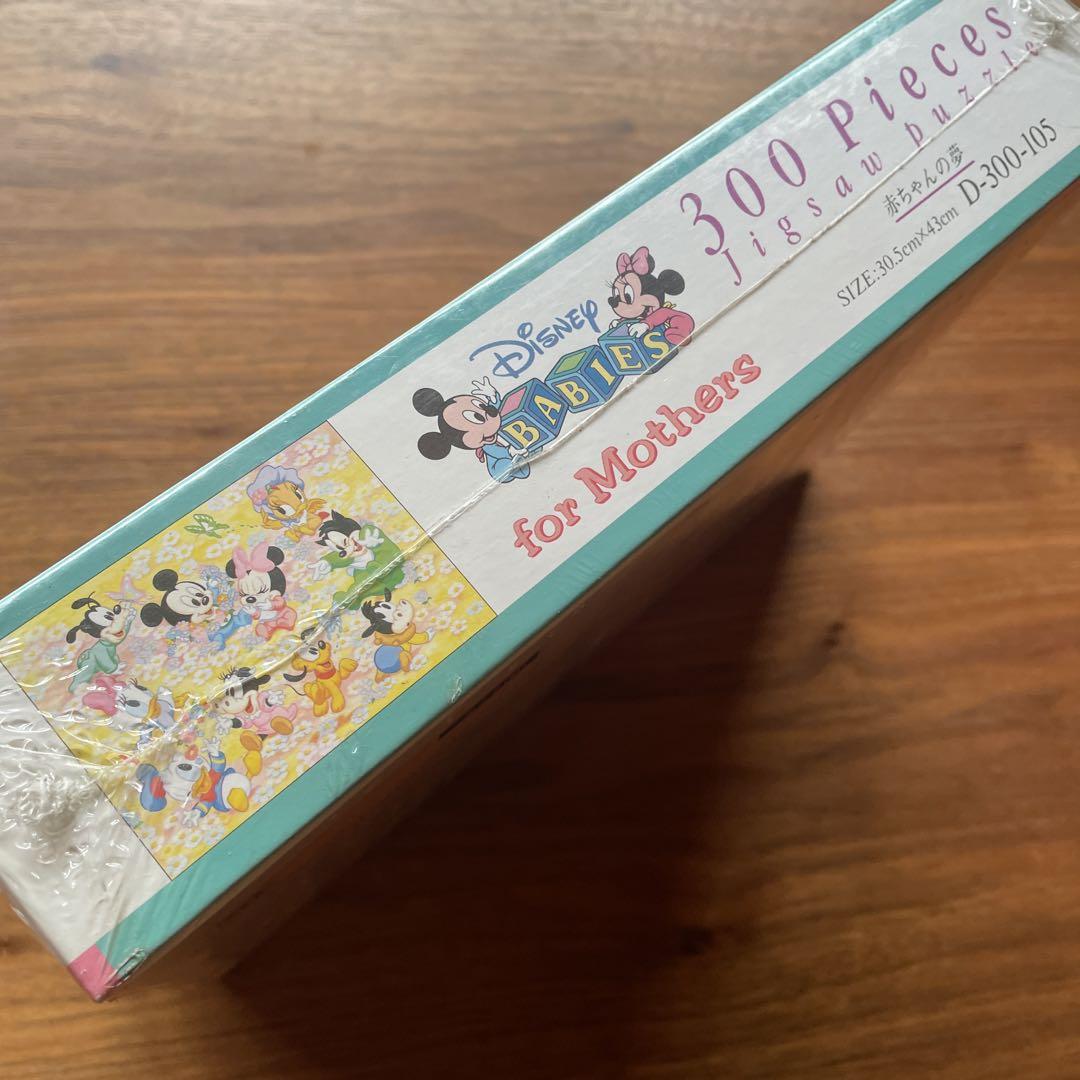 300 Pieces
Jigsaw puzzle
赤ちゃんの夢
SIZE:30.5cm×43cm D-300-105
Disney
BABIES
for Mothers